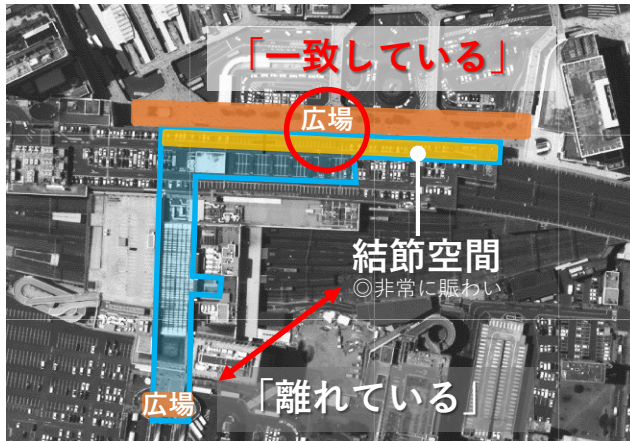 「一致している」
広場
結節空間
◎非常に賑わい
広場
「離れている」